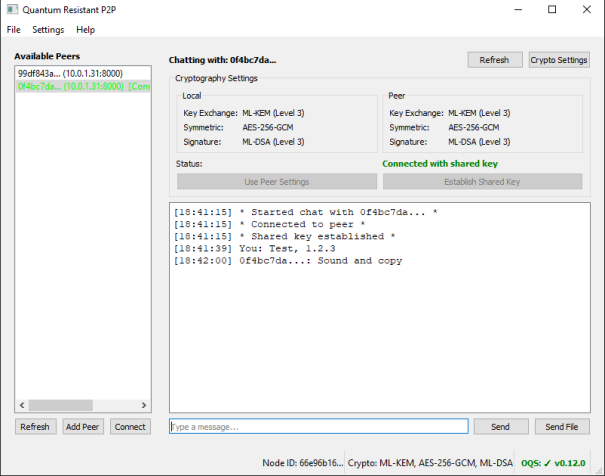 Quantum Resistant P2P
File Settings Help
Available Peers
99df843a... (10.0.1.31:8000)
0f4bc7da... (10.0.1.31:8000) [Conn
Refresh Add Peer Connect
Chatting with: 0f4bc7da...
Refresh Crypto Settings
Cryptography Settings
Local
Key Exchange: ML-KEM (Level 3)
Symmetric: AES-256-GCM
Signature: ML-DSA (Level 3)
Peer
Key Exchange: ML-KEM (Level 3)
Symmetric: AES-256-GCM
Signature: ML-DSA (Level 3)
Status: Connected with shared key
Use Peer Settings Establish Shared Key
[18:41:15] * Started chat with 0f4bc7da... *
[18:41:15] * Connected to peer *
[18:41:15] * Shared key established *
[18:41:39] You: Test, 1.2.3
[18:42:00] 0f4bc7da...: Sound and copy
Type a message... Send Send File
Node ID: 66e96b16... Crypto: ML-KEM, AES-256-GCM, ML-DSA OQS: ✓ v0.12.0